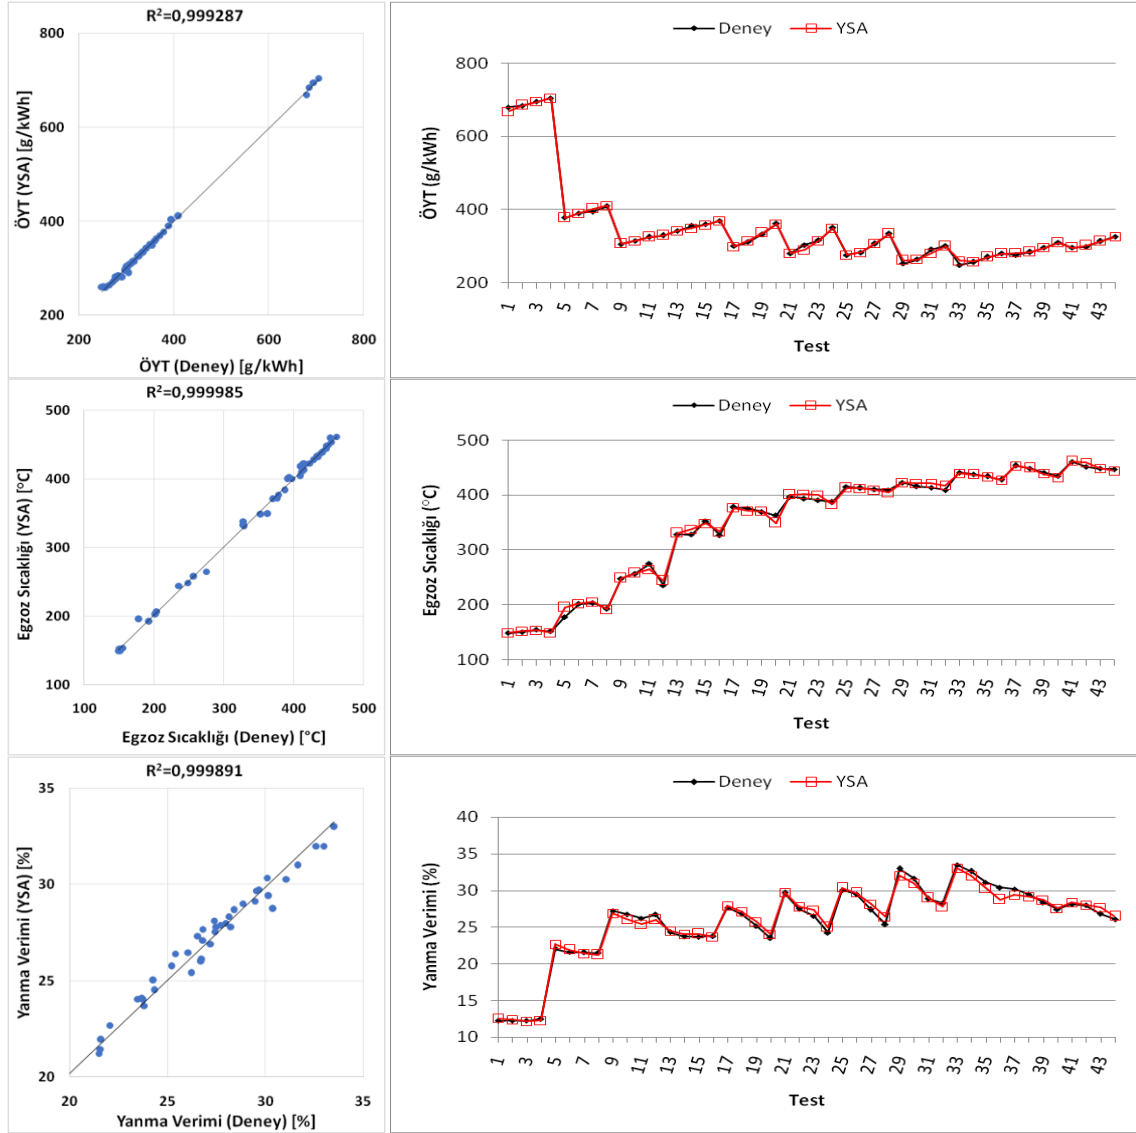 R²=0,999287
800
600
400
200
200 400 600 800
ÖYT (YSA) [g/kWh]
ÖYT (Deney) [g/kWh]
Deney YSA
800
600
400
200
ÖYT (g/kWh)
1 3 5 7 9 11 13 15 17 19 21 23 25 27 29 31 33 35 37 39 41 43
Test
R²=0,999985
500
400
300
200
100
100 200 300 400 500
Egzoz Sıcaklığı (YSA) [°C]
Egzoz Sıcaklığı (Deney) [°C]
Deney YSA
500
400
300
200
100
Egzoz Sıcaklığı (°C)
1 3 5 7 9 11 13 15 17 19 21 23 25 27 29 31 33 35 37 39 41 43
Test
R²=0,999891
35
30
25
20
20 25 30 35
Yanma Verimi (YSA) [%]
Yanma Verimi (Deney) [%]
Deney YSA
40
35
30
25
20
15
10
Yanma Verimi (%)
1 3 5 7 9 11 13 15 17 19 21 23 25 27 29 31 33 35 37 39 41 43
Test